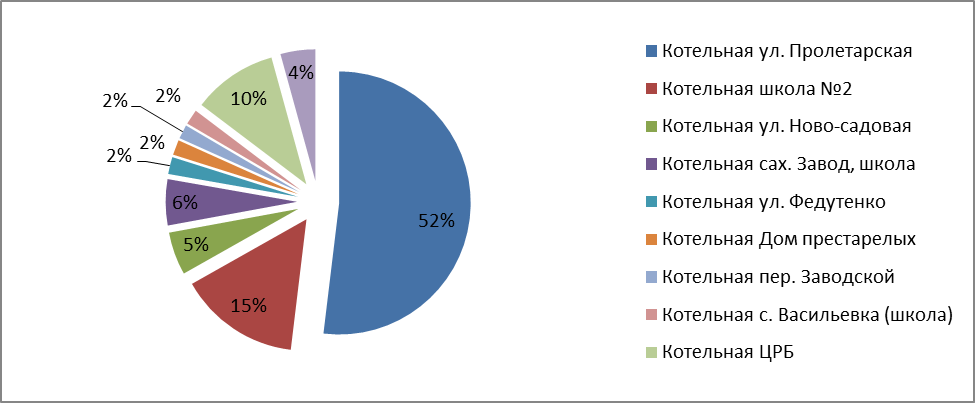 52%
15%
5%
6%
2%
2%
2%
2%
10%
4%
Котельная ул. Пролетарская
Котельная школа №2
Котельная ул. Ново-садовая
Котельная сах. Завод, школа
Котельная ул. Федутенко
Котельная Дом престарелых
Котельная пер. Заводской
Котельная с. Васильевка (школа)
Котельная ЦРБ